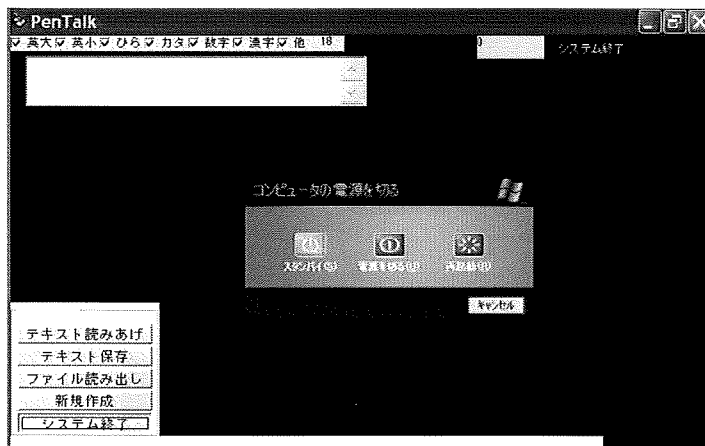 PenTalk
英大 英小 ひら カタ 数字 漢字 他 18
0
システム終了
コンピュータの電源を切る
スタンバイ(S) 電源を切る(U) 再起動(R)
キャンセル
テキスト読みあげ
テキスト保存
ファイル読み出し
新規作成
システム終了